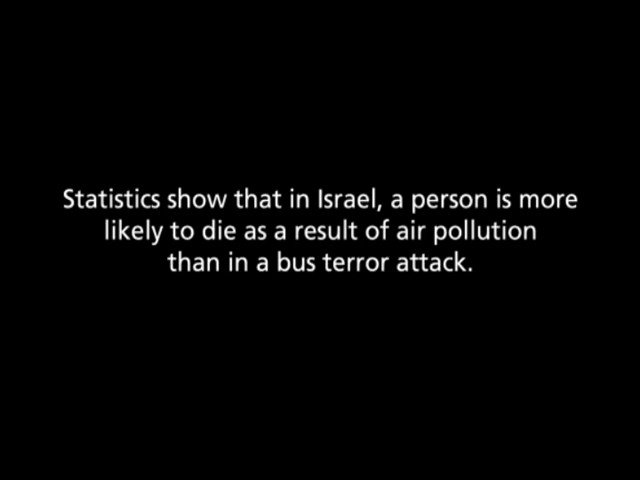 Statistics show that in Israel, a person is more
likely to die as a result of air pollution
than in a bus terror attack.